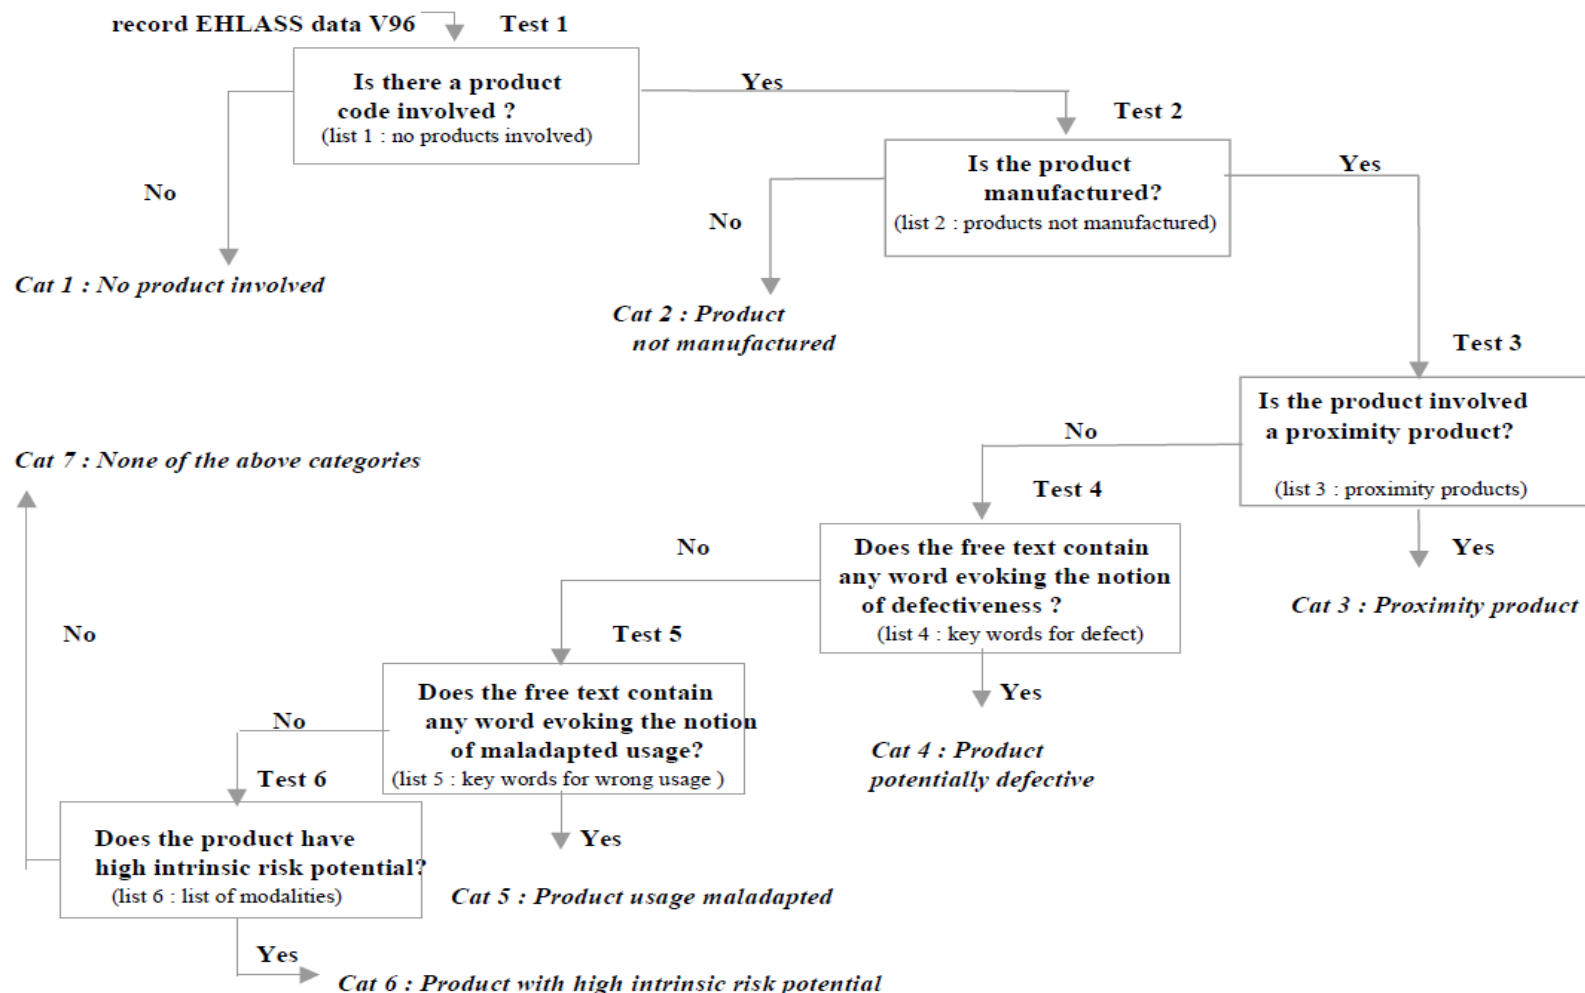 record EHLASS data V96
Test 1
Is there a product
code involved ?
(list 1 : no products involved)
Yes
No
Test 2
Is the product
manufactured?
(list 2 : products not manufactured)
Yes
No
Cat 1 : No product involved
Cat 2 : Product
not manufactured
Test 3
Is the product involved
a proximity product?
(list 3 : proximity products)
No
Yes
Cat 3 : Proximity product
Cat 7 : None of the above categories
Test 4
Does the free text contain
any word evoking the notion
of defectiveness ?
(list 4 : key words for defect)
No
Yes
Cat 4 : Product
potentially defective
Test 5
Does the free text contain
any word evoking the notion
of maladapted usage?
(list 5 : key words for wrong usage )
No
Yes
Cat 5 : Product usage maladapted
No
Test 6
Does the product have
high intrinsic risk potential?
(list 6 : list of modalities)
Yes
Cat 6 : Product with high intrinsic risk potential